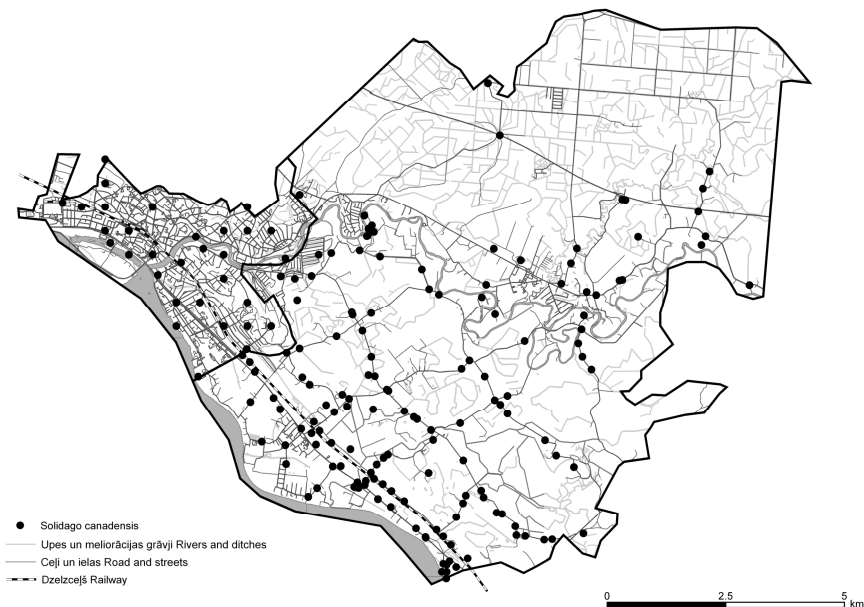 Solidago canadensis
Upes un meliorācijas grāvji Rivers and ditches
Ceļi un ielas Road and streets
Dzelzceļš Railway
0 2.5 5 km